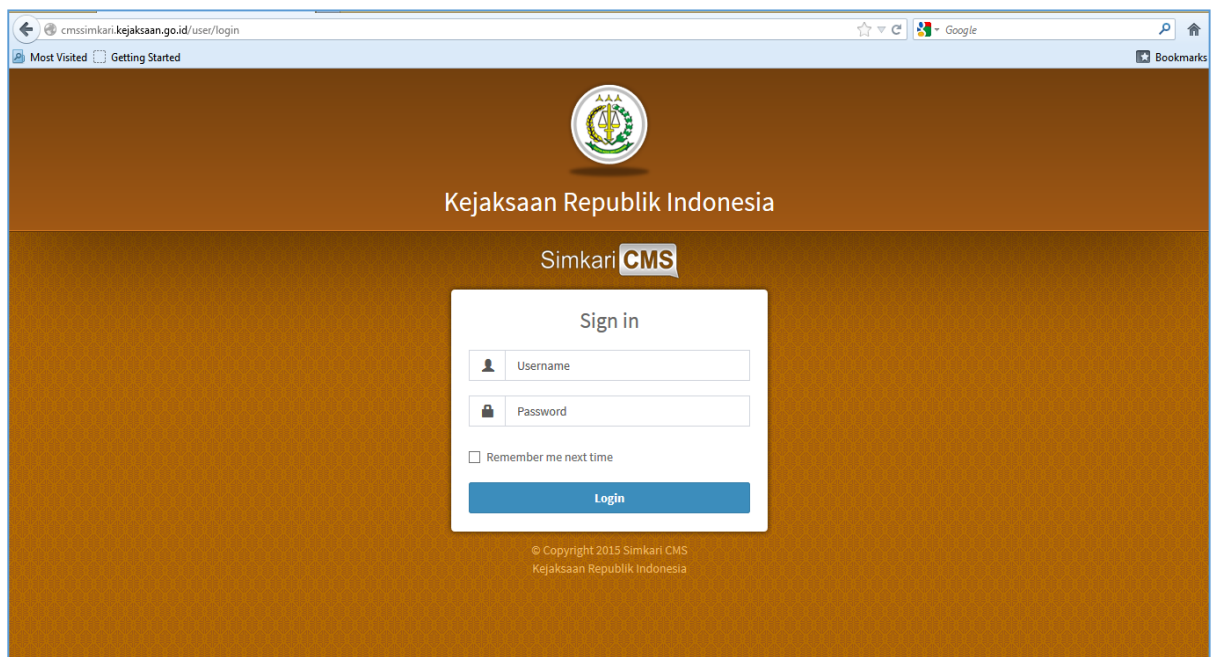 cmssimkari.kejaksaan.go.id/user/login
Google
Most Visited
Getting Started
Bookmarks
Kejaksaan Republik Indonesia
Simkari CMS
Sign in
Username
Password
Remember me next time
Login
© Copyright 2015 Simkari CMS
Kejaksaan Republik Indonesia